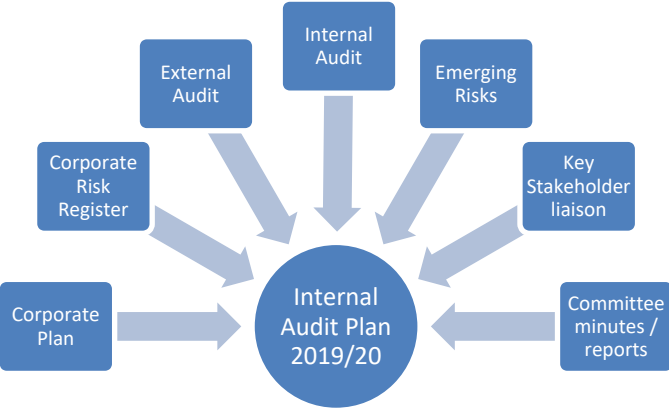 Internal
Audit
External
Audit
Emerging
Risks
Corporate
Risk
Register
Key
Stakeholder
liaison
Corporate
Plan
Internal
Audit Plan
2019/20
Committee
minutes /
reports